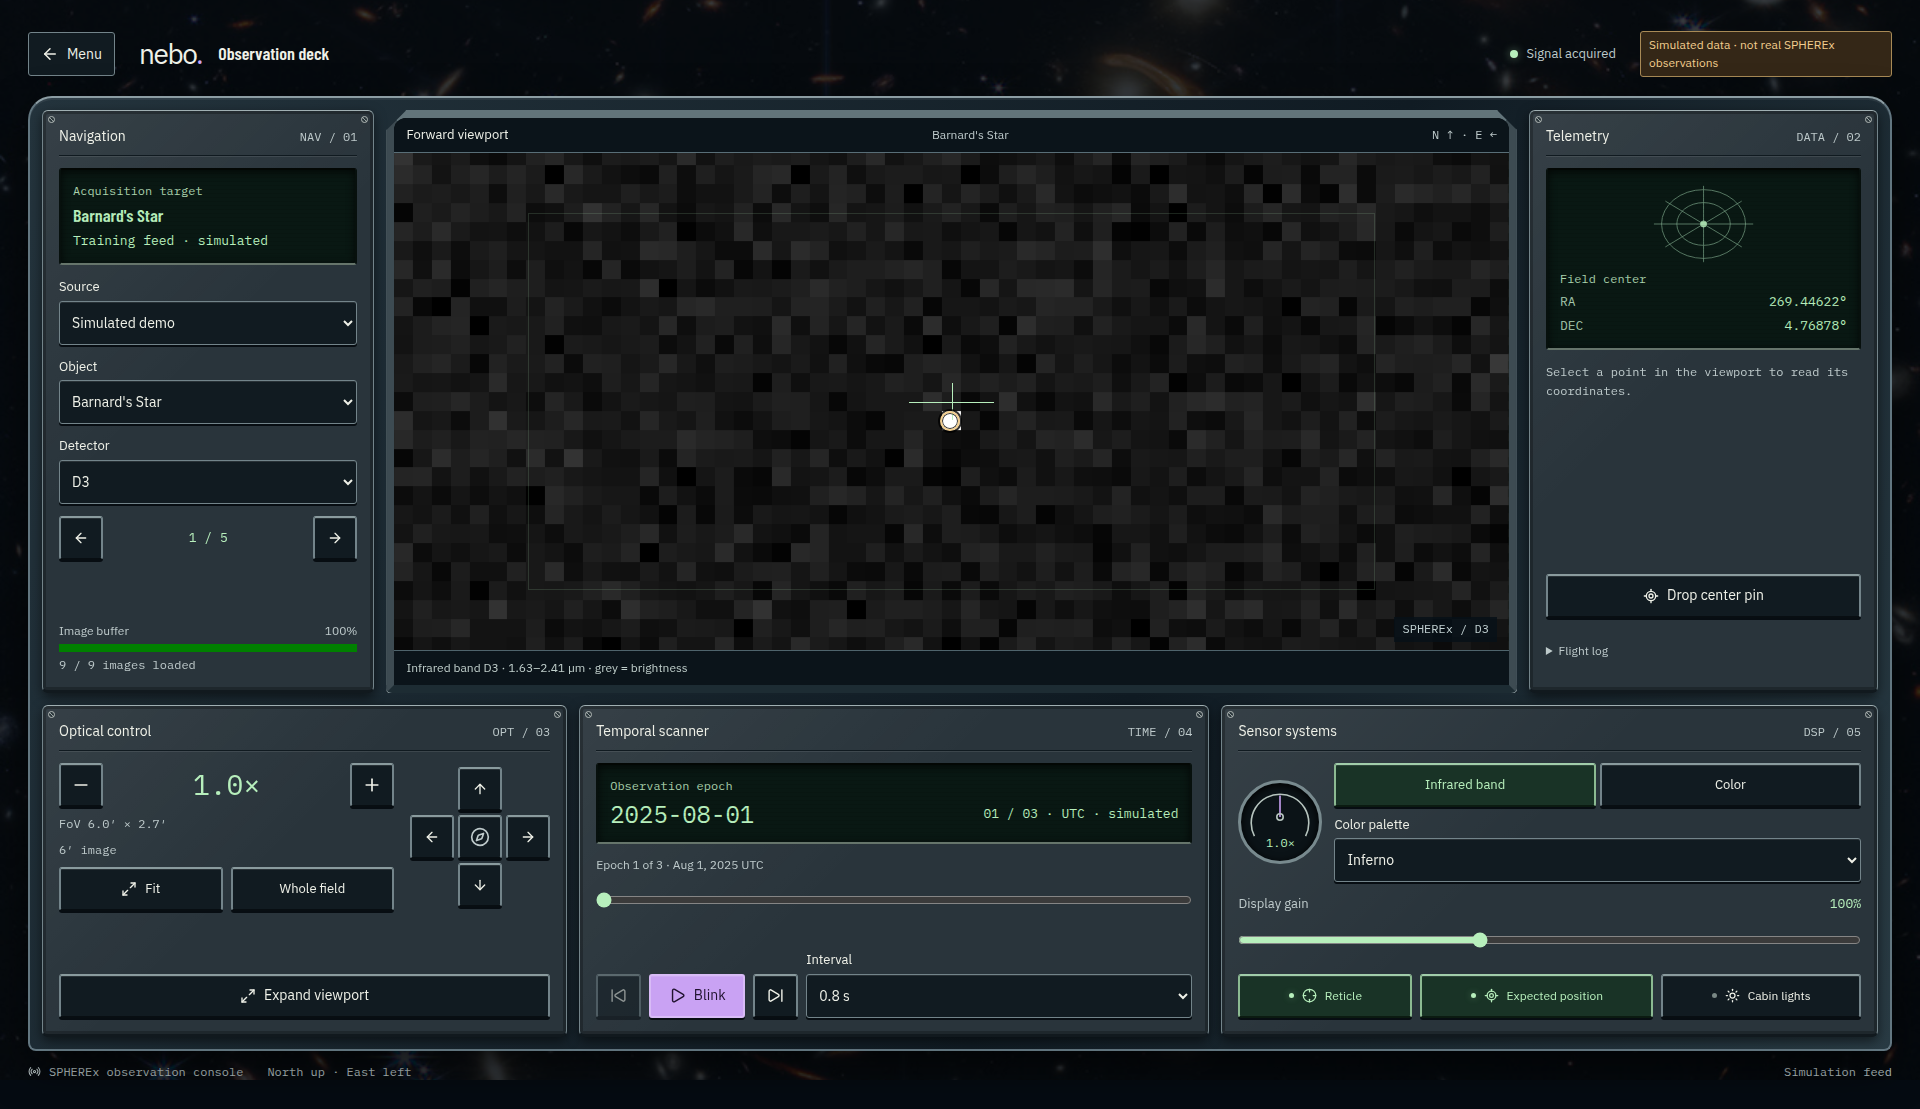 Menu
nebo.
Observation deck
Signal acquired
Simulated data · not real SPHEREx
observations
Navigation
NAV / 01
Acquisition target
Barnard's Star
Training feed · simulated
Source
Simulated demo
Object
Barnard's Star
Detector
D3
1 / 5
Image buffer
100%
9 / 9 images loaded
Forward viewport
Barnard's Star
N ↑ · E ←
SPHEREx / D3
Infrared band D3 · 1.63–2.41 µm · grey = brightness
Telemetry
DATA / 02
Field center
RA
269.44622°
DEC
4.76878°
Select a point in the viewport to read its
coordinates.
Drop center pin
Flight log
Optical control
OPT / 03
1.0×
FoV 6.0′ × 2.7′
6′ image
Fit
Whole field
Expand viewport
Temporal scanner
TIME / 04
Observation epoch
2025-08-01
01 / 03 · UTC · simulated
Epoch 1 of 3 · Aug 1, 2025 UTC
Blink
Interval
0.8 s
Sensor systems
DSP / 05
1.0×
Infrared band
Color
Color palette
Inferno
Display gain
100%
Reticle
Expected position
Cabin lights
SPHEREx observation console
North up · East left
Simulation feed